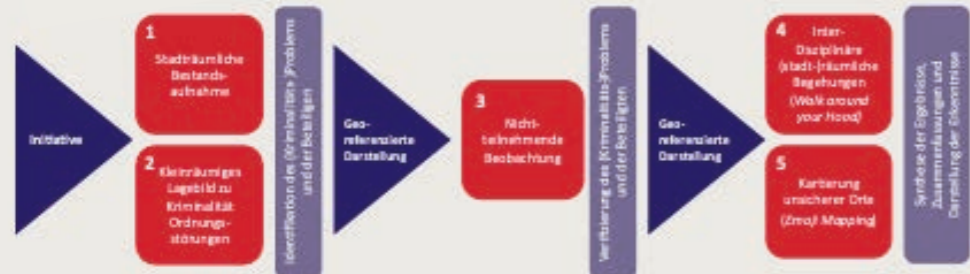 Initiative
1
Stadträumliche
Bestands-
aufnahme
2
Kleinräumiges
Lagebild zu
Kriminalität
Ordnungs-
störungen
Identifikation des (Kriminalitäts-)Problems
und der Beteiligten
Geo-
referenzierte
Darstellung
3
Nicht-
teilnehmende
Beobachtung
Verifizierung des (Kriminalitäts-)Problems
und der Beteiligten
Geo-
referenzierte
Darstellung
4
Inter-
Disziplinäre
(stadt-)räumliche
Begehungen
(Walk around
your Hood)
5
Kartierung
unsicherer Orte
(Emoji Mapping)
Synthese der Ergebnisse,
Zusammenfassungen und
Darstellung der Erkenntnisse